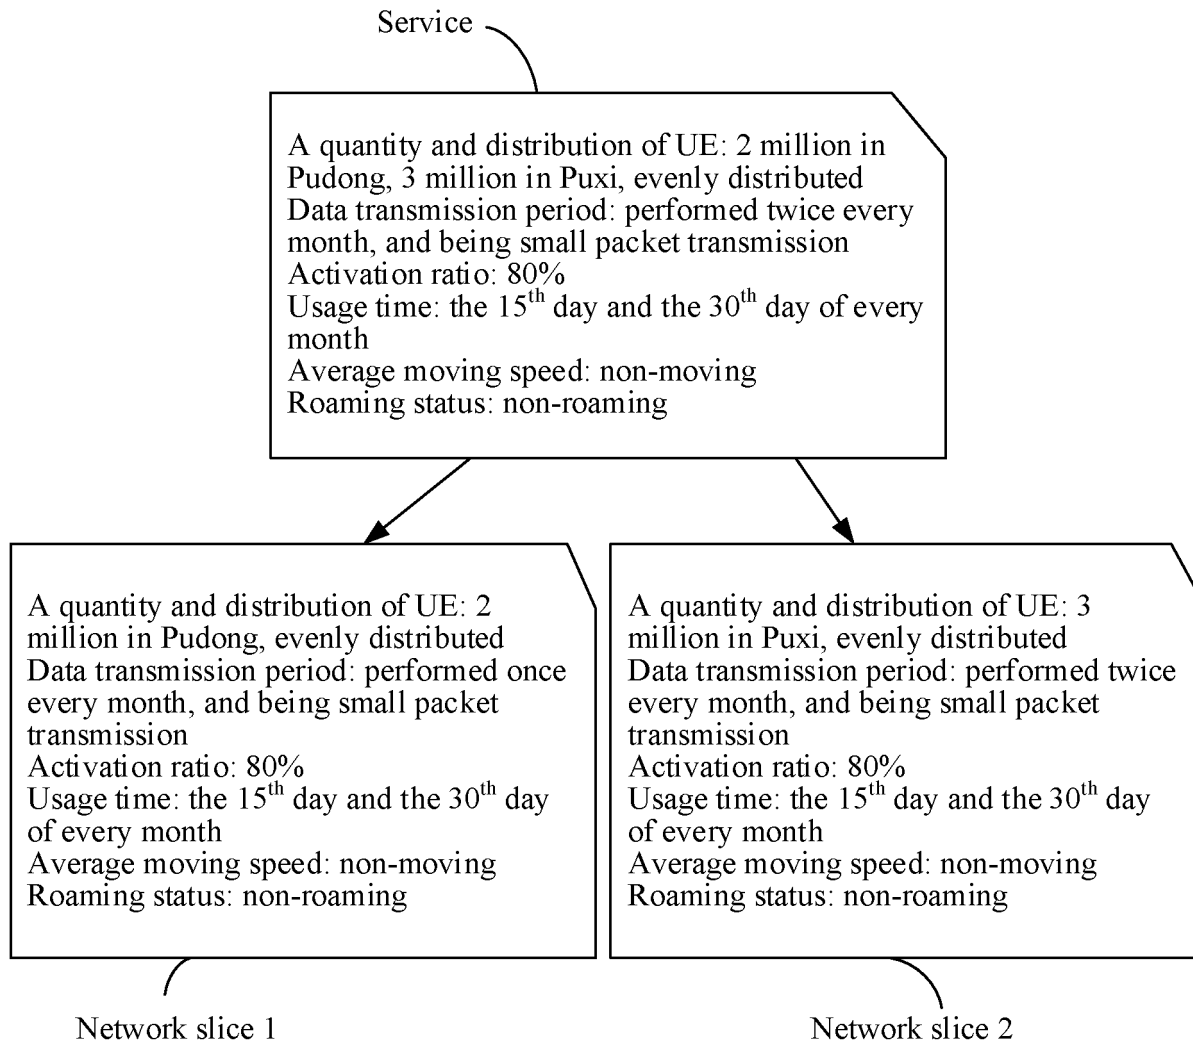 Service
A quantity and distribution of UE: 2 million in
Pudong, 3 million in Puxi, evenly distributed
Data transmission period: performed twice every
month, and being small packet transmission
Activation ratio: 80%
Usage time: the 15th day and the 30th day of every
month
Average moving speed: non-moving
Roaming status: non-roaming
A quantity and distribution of UE: 2
million in Pudong, evenly distributed
Data transmission period: performed once
every month, and being small packet
transmission
Activation ratio: 80%
Usage time: the 15th day and the 30th day
of every month
Average moving speed: non-moving
Roaming status: non-roaming
A quantity and distribution of UE: 3
million in Puxi, evenly distributed
Data transmission period: performed twice
every month, and being small packet
transmission
Activation ratio: 80%
Usage time: the 15th day and the 30th day
of every month
Average moving speed: non-moving
Roaming status: non-roaming
Network slice 1
Network slice 2